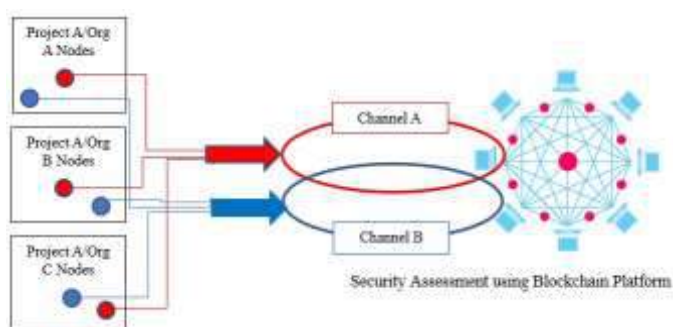 Project A/Org
A Nodes
Project A/Org
B Nodes
Project A/Org
C Nodes
Channel A
Channel B
Security Assessment using Blockchain Platform